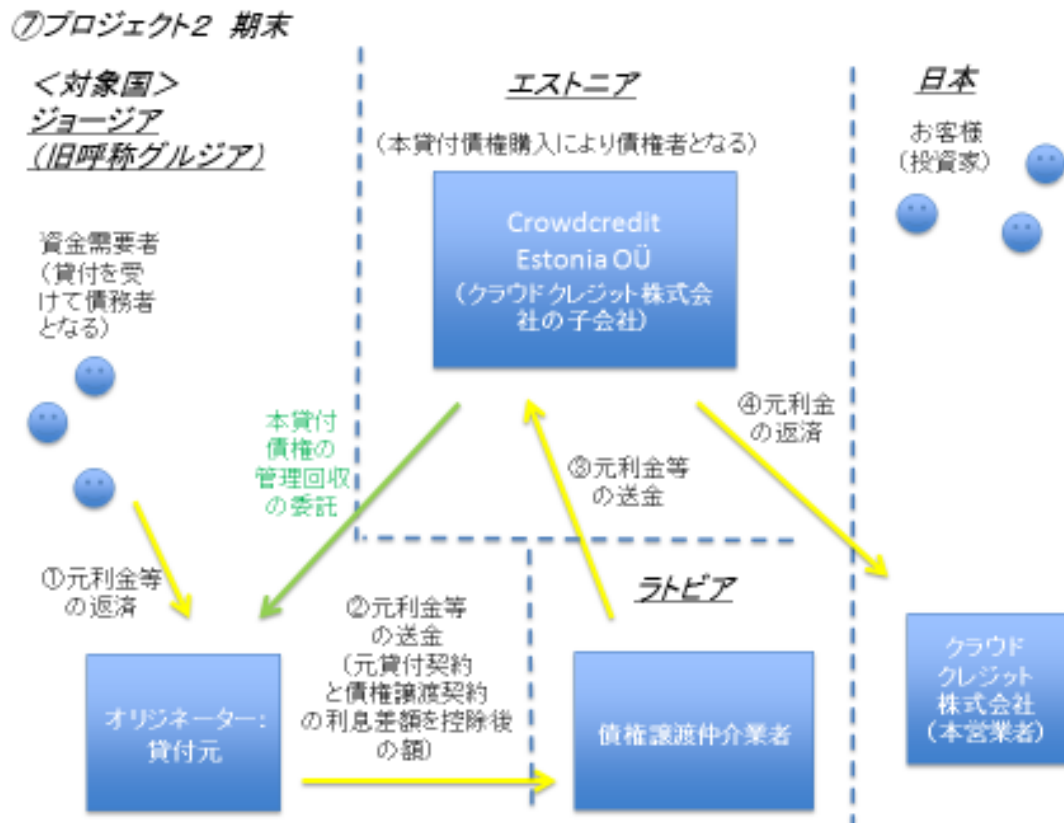 ⑦プロジェクト2 期末
＜対象国＞
ジョージア
(旧呼称グルジア)
資金需要者
(貸付を受
けて債務者
となる)
①元利金等
の返済
オリジネーター:
貸付元
本貸付
債権の
管理回収
の委託
②元利金等
の送金
(元貸付契約
と債権譲渡契約
の利息差額を控除後
の額)
エストニア
(本貸付債権購入により債権者となる)
Crowdcredit
Estonia OÜ
(クラウドクレジット株式会
社の子会社)
③元利金等
の送金
ラトビア
債権譲渡仲介業者
④元利金
の返済
日本
お客様
(投資家)
クラウド
クレジット
株式会社
(本営業者)